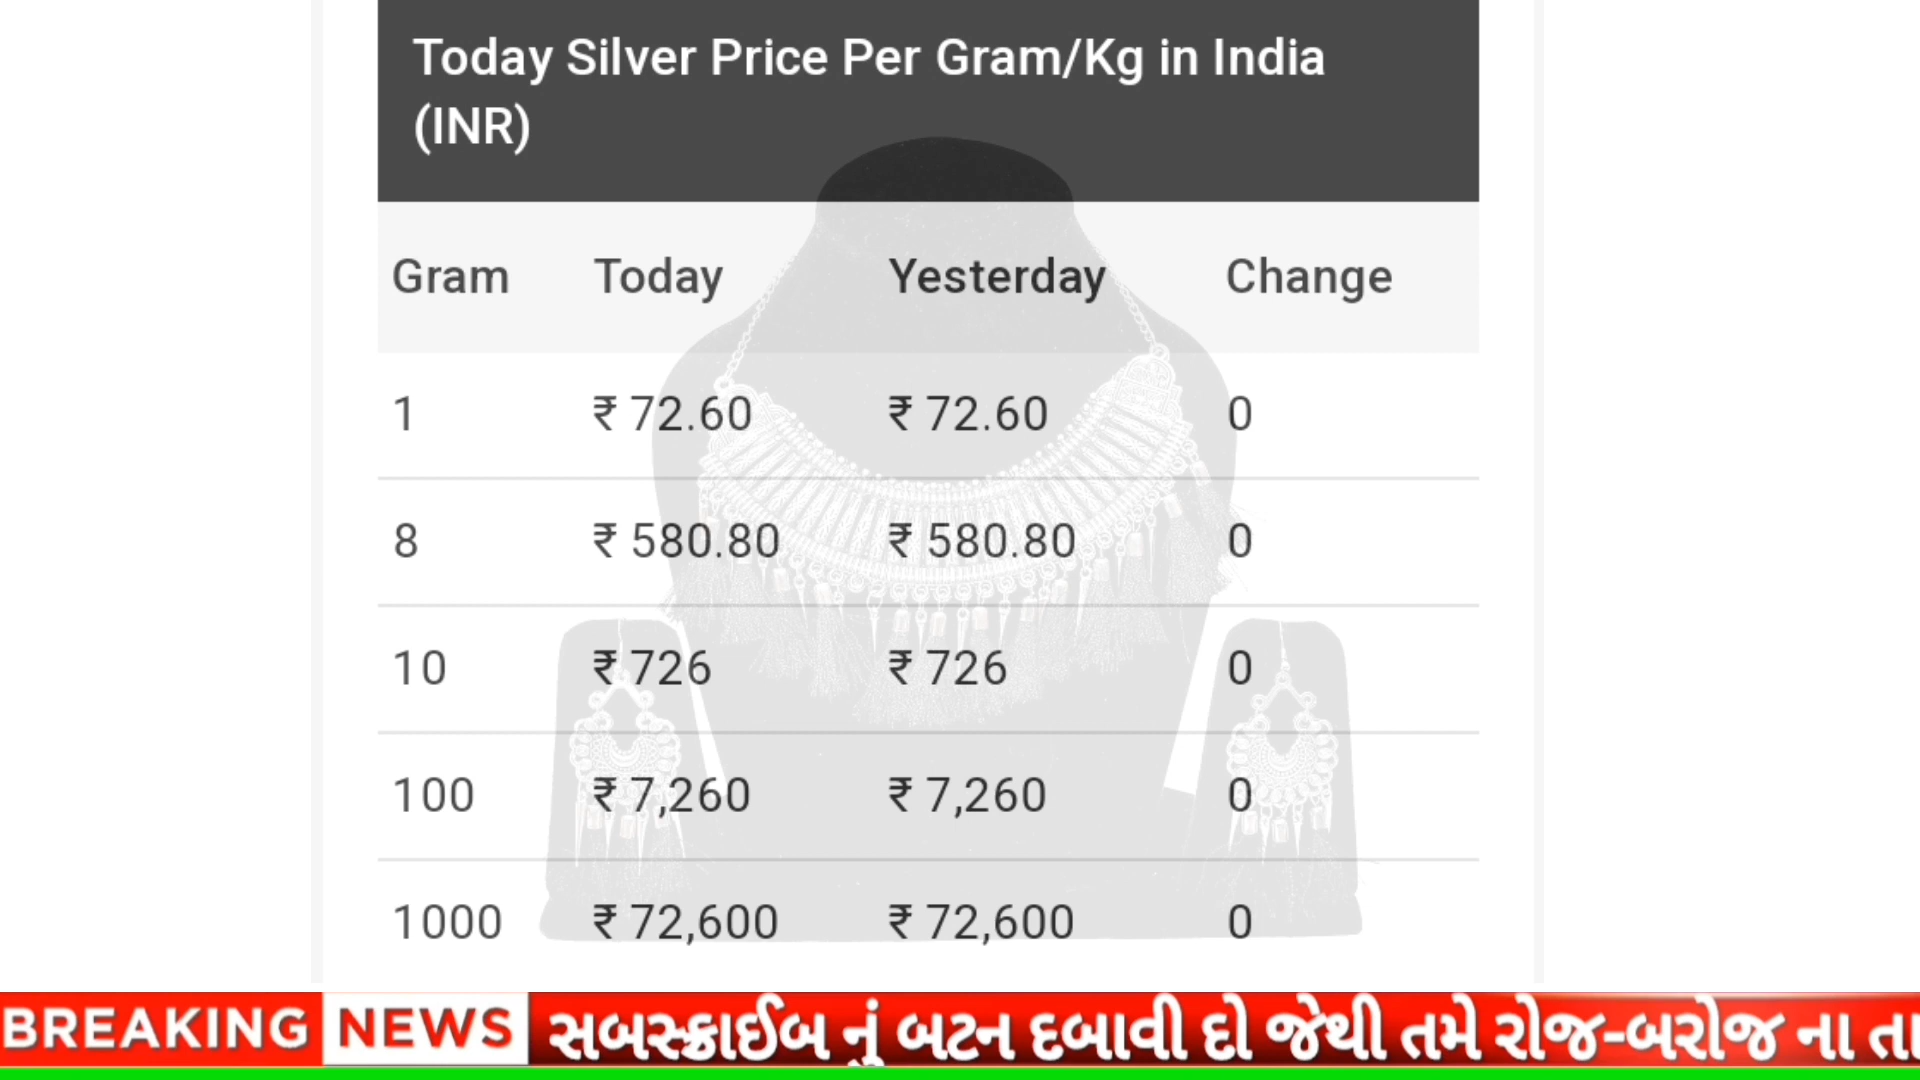 Today Silver Price Per Gram/Kg in India
(INR)
Gram Today Yesterday Change
1 ₹ 72.60 ₹ 72.60 0
8 ₹ 580.80 ₹ 580.80 0
10 ₹ 726 ₹ 726 0
100 ₹ 7,260 ₹ 7,260 0
1000 ₹ 72,600 ₹ 72,600 0
BREAKING NEWS સબસ્ક્રાઈબ નું બટન દબાવી દો જેથી તમે રોજ-બરોજ ના તા